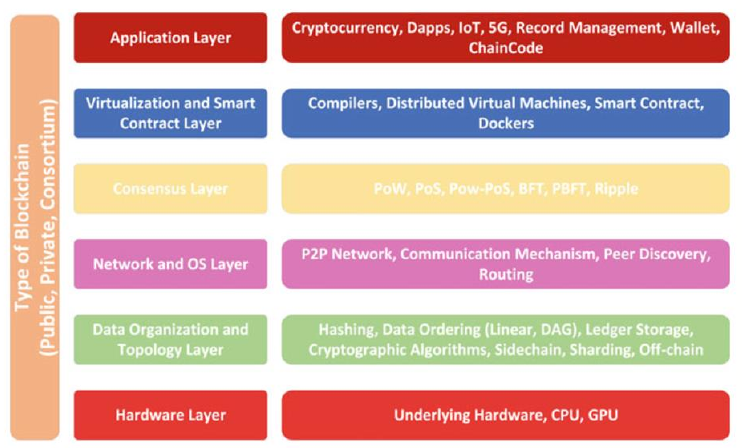 Type of Blockchain
(Public, Private, Consortium)
Application Layer
Cryptocurrency, Dapps, IoT, 5G, Record Management, Wallet,
ChainCode
Virtualization and Smart
Contract Layer
Compilers, Distributed Virtual Machines, Smart Contract,
Dockers
Consensus Layer
PoW, PoS, Pow-PoS, BFT, PBFT, Ripple
Network and OS Layer
P2P Network, Communication Mechanism, Peer Discovery,
Routing
Data Organization and
Topology Layer
Hashing, Data Ordering (Linear, DAG), Ledger Storage,
Cryptographic Algorithms, Sidechain, Sharding, Off-chain
Hardware Layer
Underlying Hardware, CPU, GPU